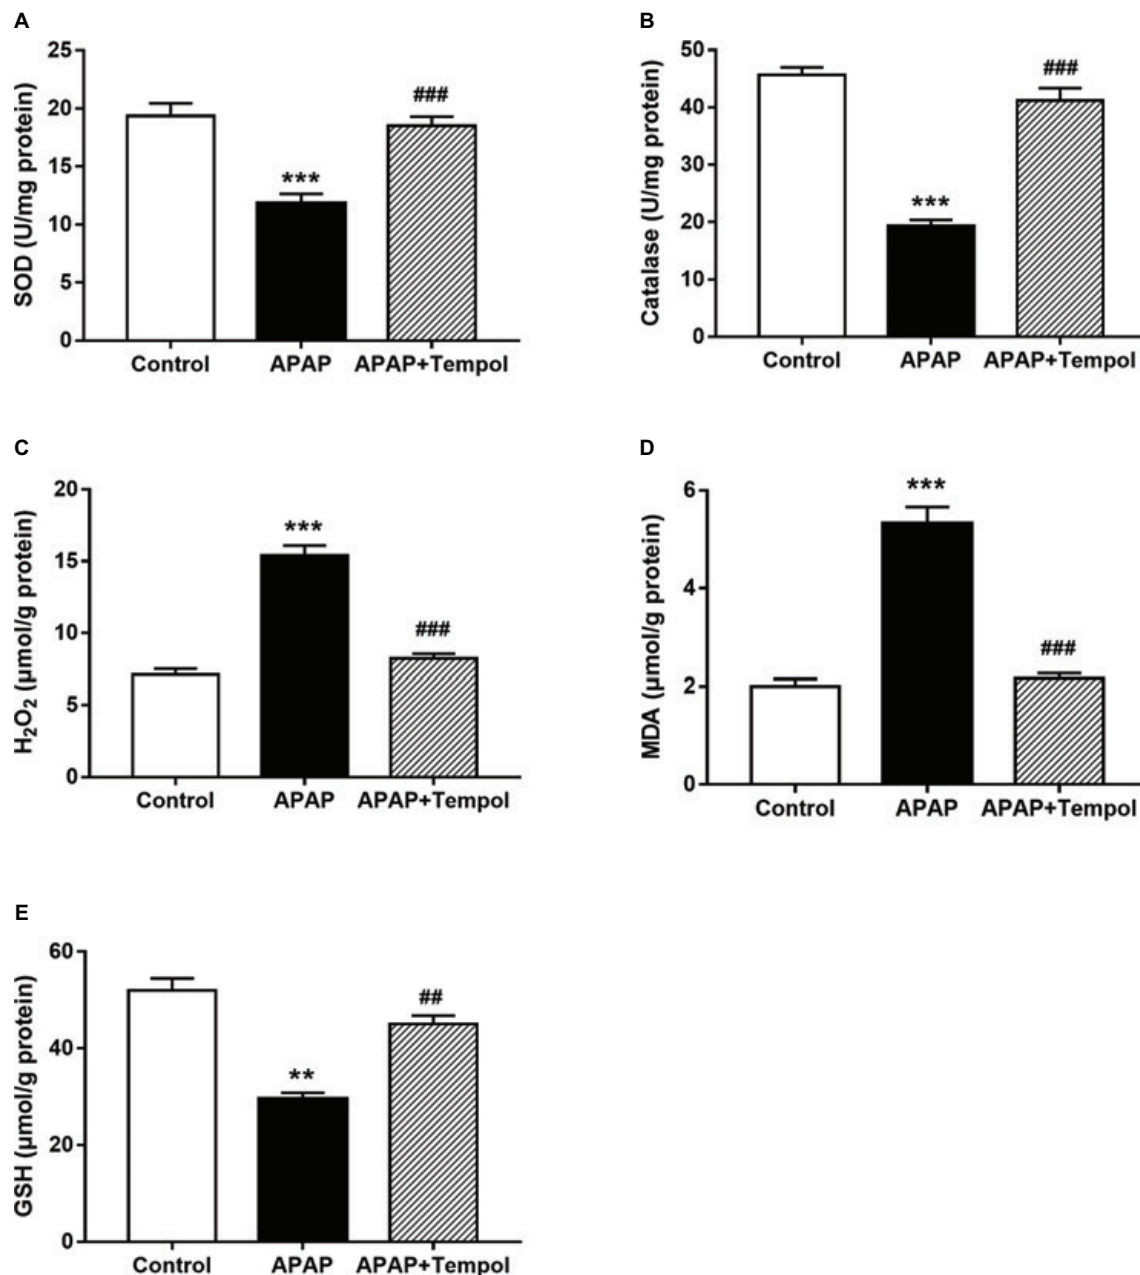 A
SOD (U/mg protein)
25
20
15
10
5
0
***
###
Control APAP APAP+Tempol
B
Catalase (U/mg protein)
50
40
30
20
10
0
***
###
Control APAP APAP+Tempol
C
H₂O₂ (µmol/g protein)
20
15
10
5
0
***
###
Control APAP APAP+Tempol
D
MDA (µmol/g protein)
6
4
2
0
***
###
Control APAP APAP+Tempol
E
GSH (µmol/g protein)
60
40
20
0
**
##
Control APAP APAP+Tempol